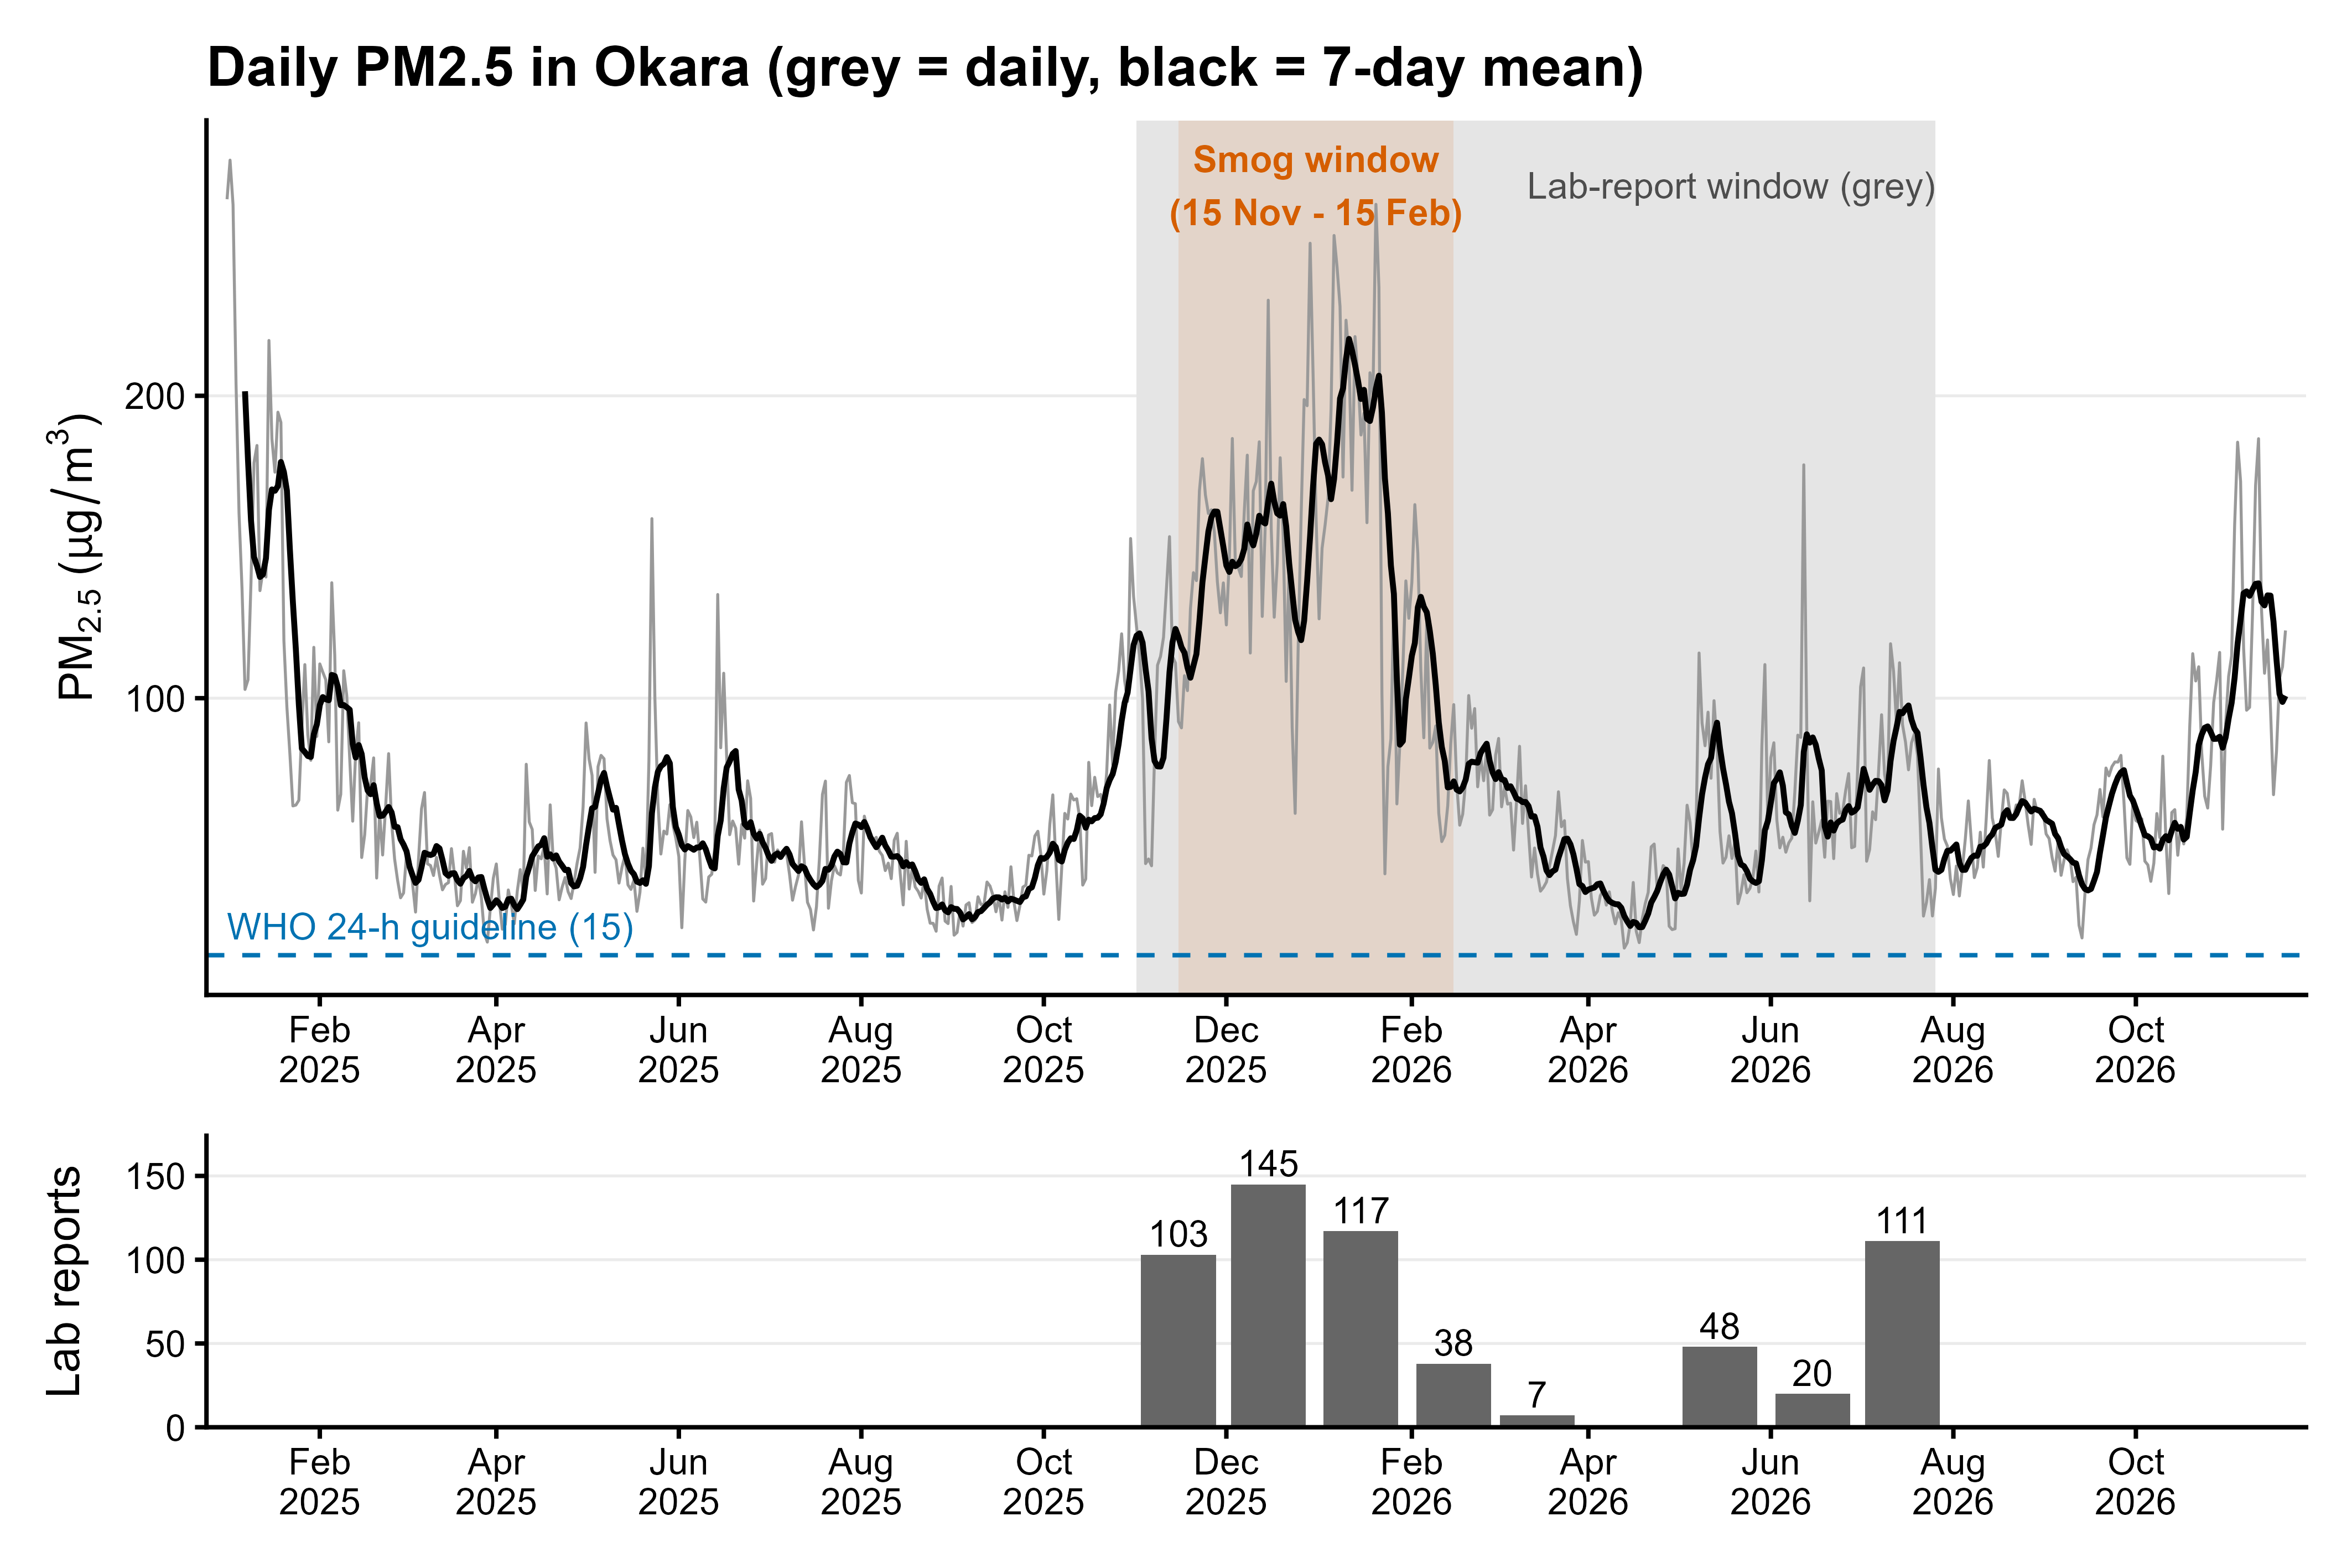 Daily PM2.5 in Okara (grey = daily, black = 7-day mean)
Smog window
(15 Nov - 15 Feb)
Lab-report window (grey)
PM2.5 (µg/m³)
200
100
WHO 24-h guideline (15)
Feb 2025
Apr 2025
Jun 2025
Aug 2025
Oct 2025
Dec 2025
Feb 2026
Apr 2026
Jun 2026
Aug 2026
Oct 2026
Lab reports
150
100
50
0
103
145
117
38
7
48
20
111
Feb 2025
Apr 2025
Jun 2025
Aug 2025
Oct 2025
Dec 2025
Feb 2026
Apr 2026
Jun 2026
Aug 2026
Oct 2026